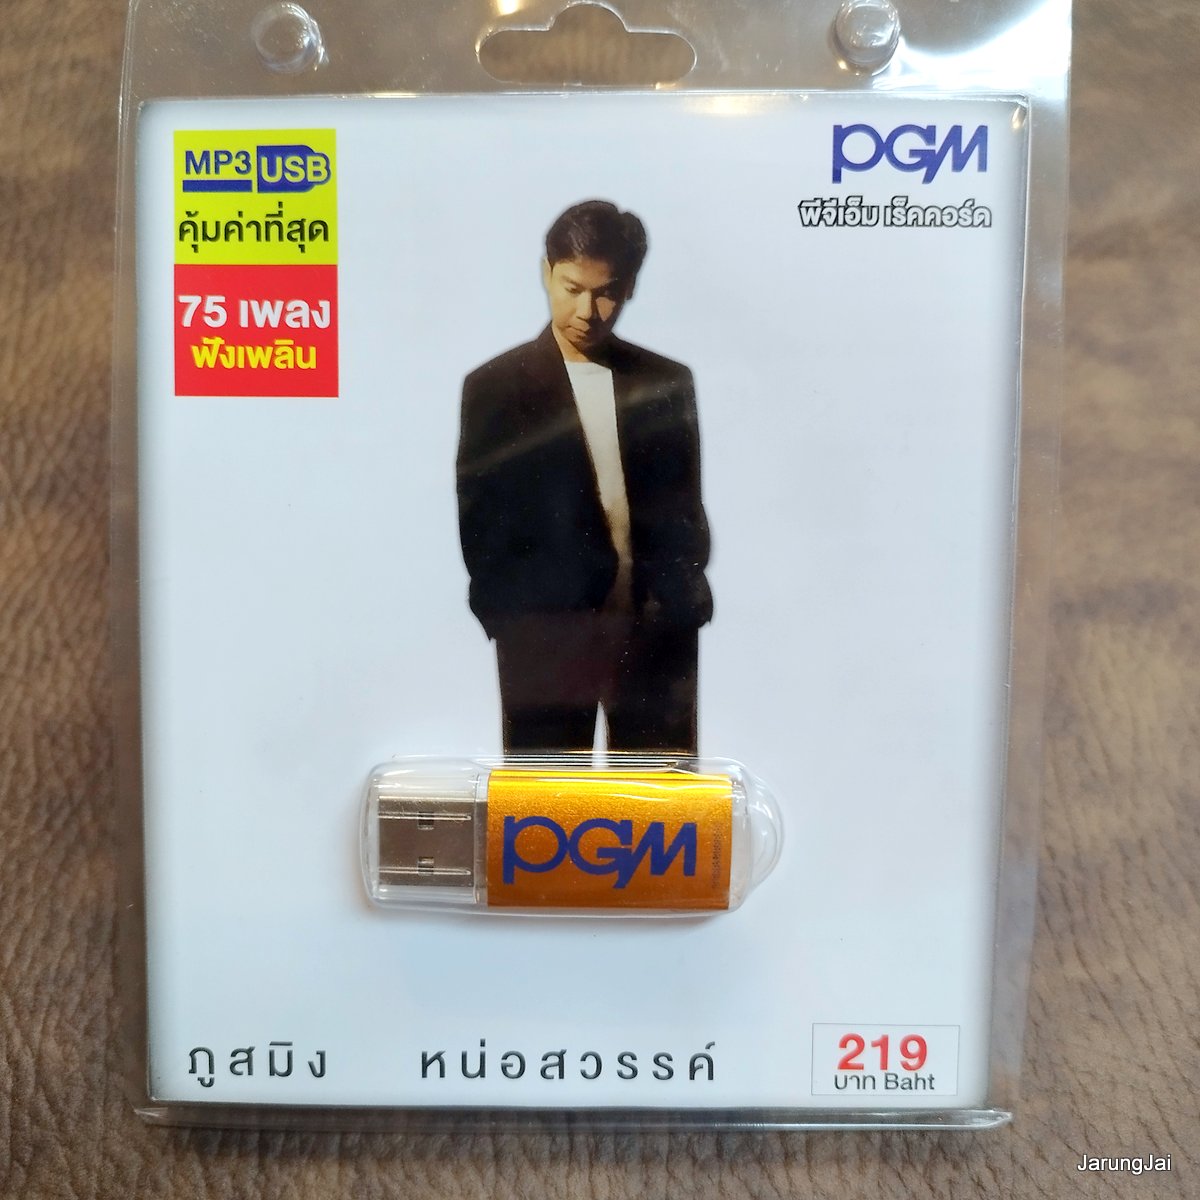 MP3 USB
คุ้มค่าที่สุด
75 เพลง
ฟังเพลิน
PGM
พีจีเอ็ม เร็คคอร์ด
PGM
ภูสมิง หน่อสวรรค์
219
บาท Baht
JarungJai